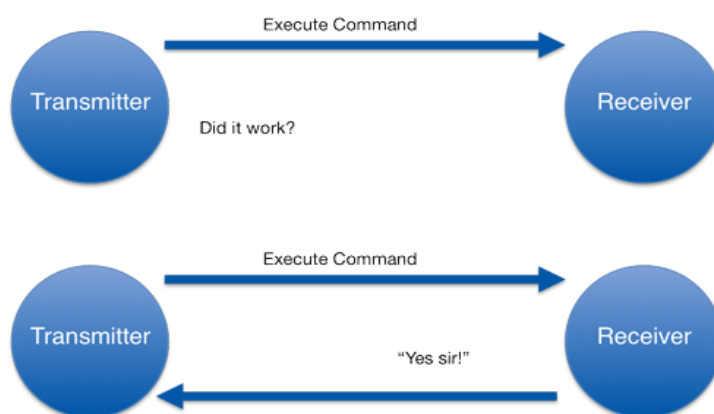 Execute Command
Transmitter
Receiver
Did it work?
Execute Command
Transmitter
Receiver
“Yes sir!”